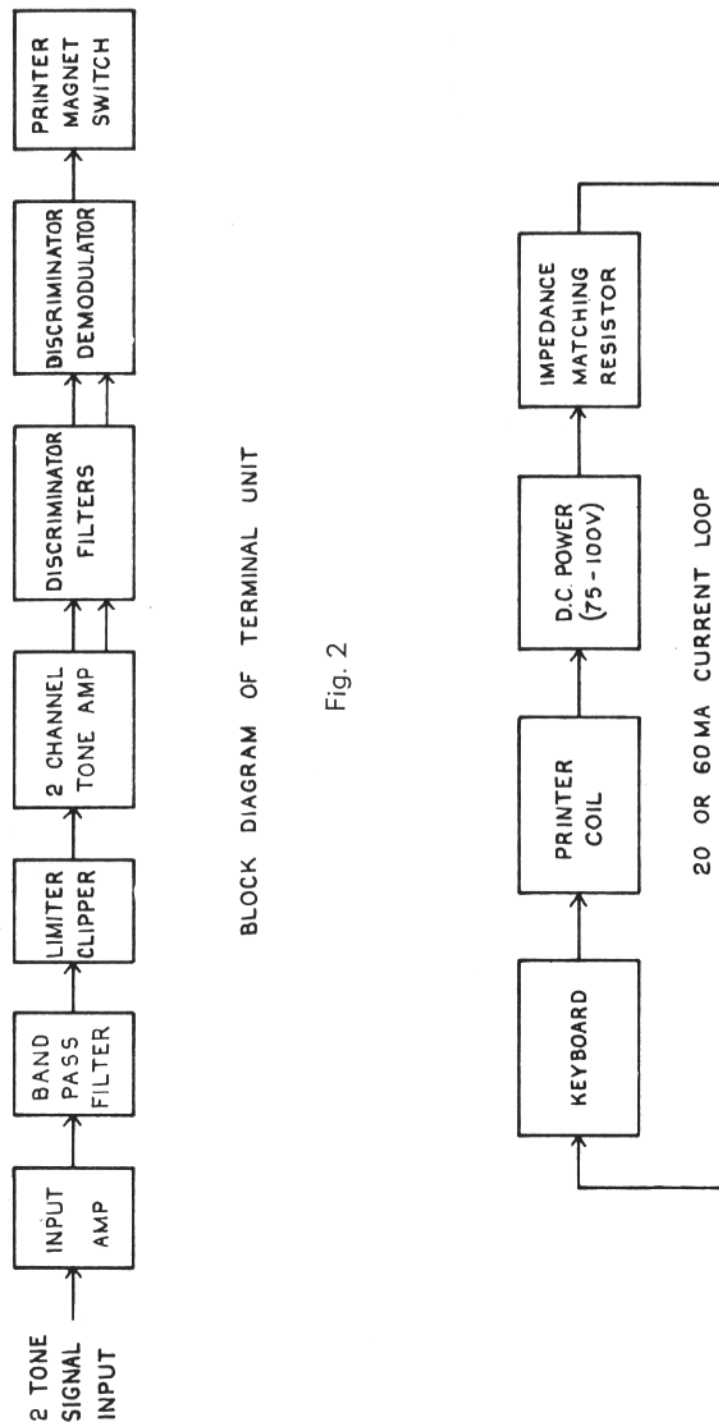 2 TONE
SIGNAL
INPUT
INPUT
AMP
BAND
PASS
FILTER
LIMITER
CLIPPER
2 CHANNEL
TONE AMP
DISCRIMINATOR
FILTERS
DISCRIMINATOR
DEMODULATOR
PRINTER
MAGNET
SWITCH
BLOCK DIAGRAM OF TERMINAL UNIT
Fig. 2
KEYBOARD
PRINTER
COIL
D.C. POWER
(75-100V)
IMPEDANCE
MATCHING
RESISTOR
20 OR 60MA CURRENT LOOP